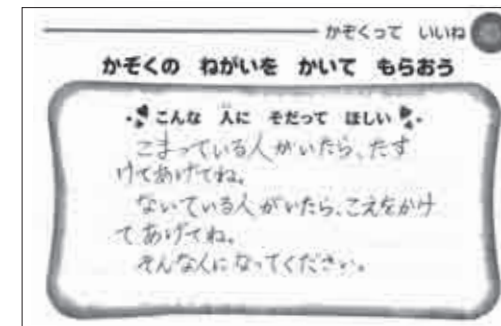 かぞくって いいね
かぞくの ねがいを かいて もらおう
こんな 人に そだって ほしい
こまっている人がいたら、たす
けてあげてね。
ないている人がいたら、こえをかけ
てあげてね。
そんな人になってください。